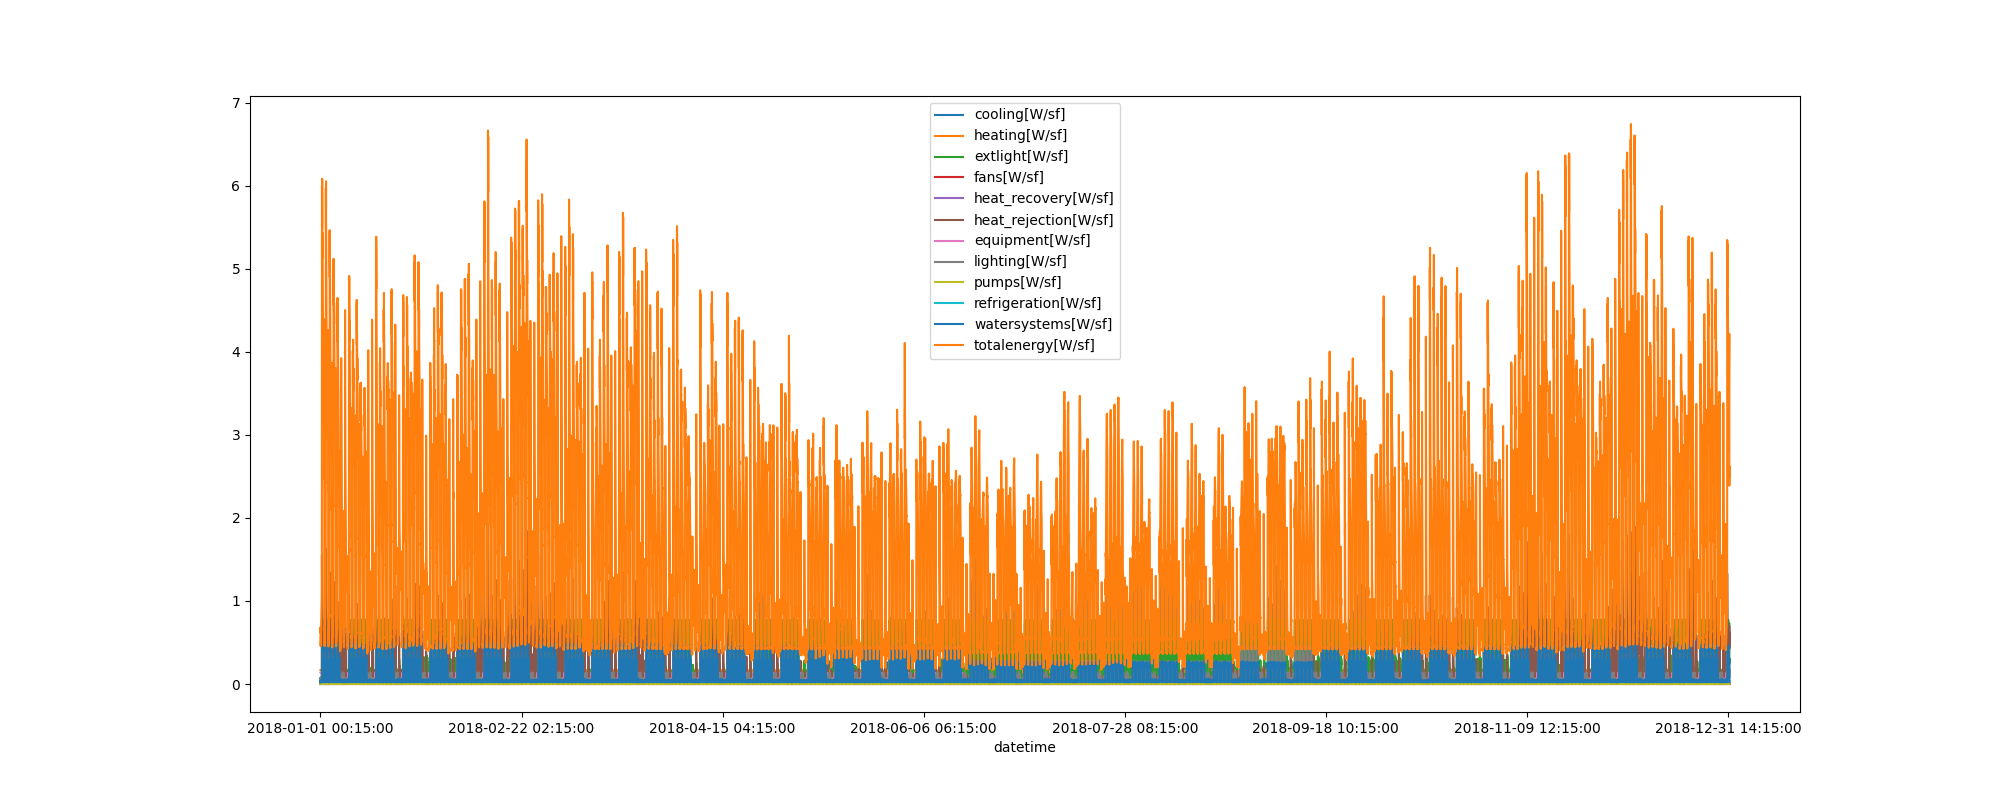 7
6
5
4
3
2
1
0
cooling[W/sf]
heating[W/sf]
extlight[W/sf]
fans[W/sf]
heat_recovery[W/sf]
heat_rejection[W/sf]
equipment[W/sf]
lighting[W/sf]
pumps[W/sf]
refrigeration[W/sf]
watersystems[W/sf]
totalenergy[W/sf]
2018-01-01 00:15:00 2018-02-22 02:15:00 2018-04-15 04:15:00 2018-06-06 06:15:00 2018-07-28 08:15:00 2018-09-18 10:15:00 2018-11-09 12:15:00 2018-12-31 14:15:00
datetime